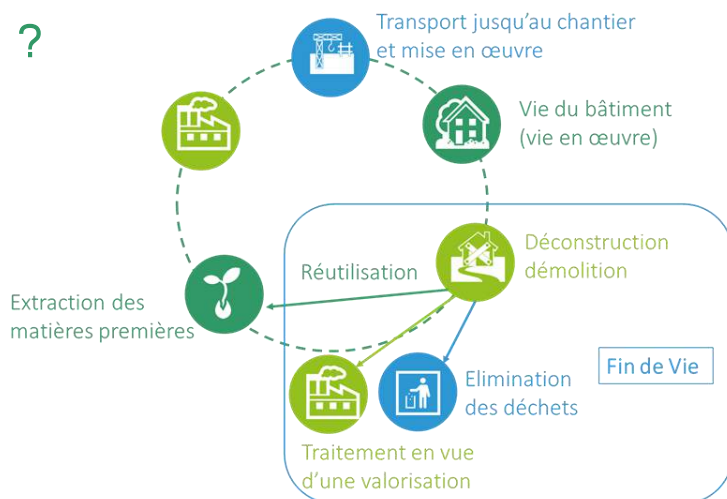 ?
Transport jusqu'au chantier
et mise en œuvre
Vie du bâtiment
(vie en œuvre)
Déconstruction
démolition
Réutilisation
Extraction des
matières premières
Fin de Vie
Elimination
des déchets
Traitement en vue
d'une valorisation